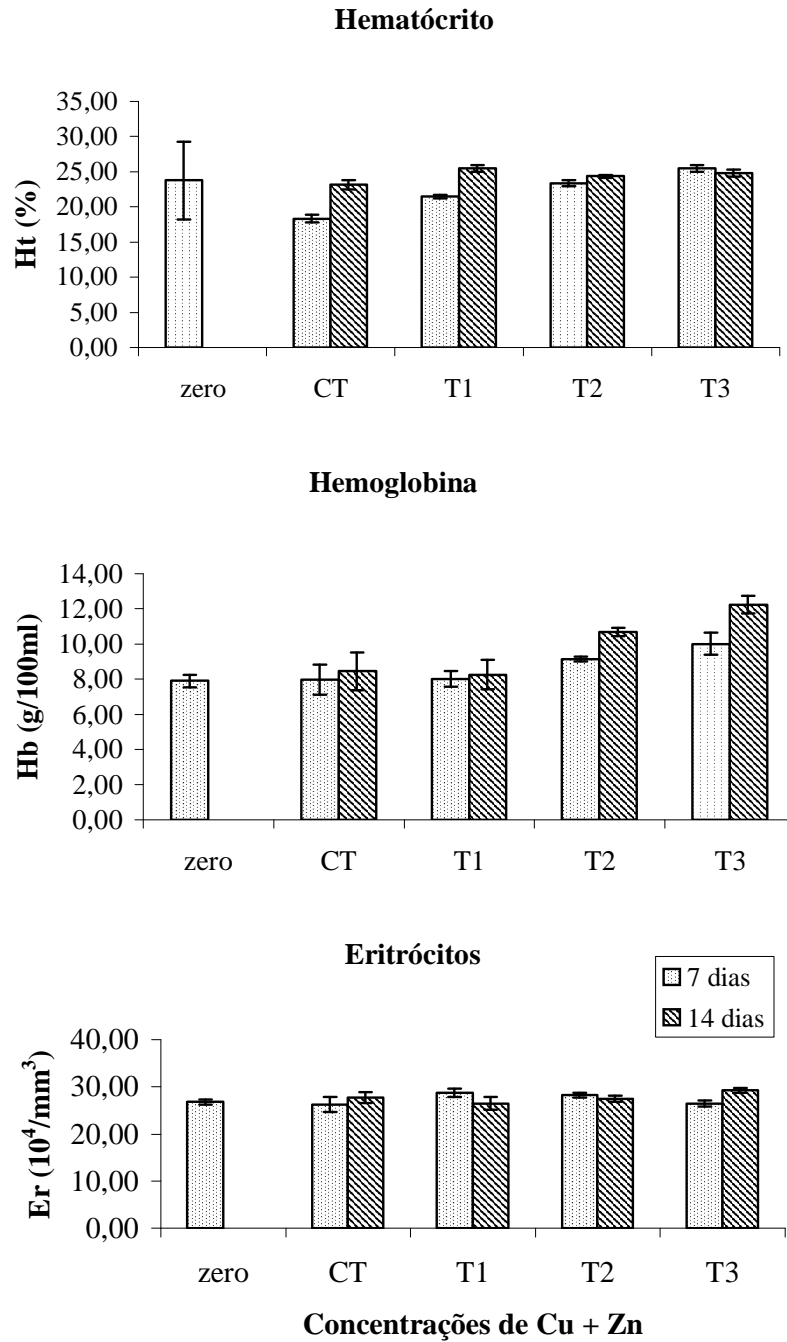 Hematócrito
35,00
30,00
25,00
20,00
15,00
10,00
5,00
0,00
Ht (%)
zero CT T1 T2 T3
Hemoglobina
14,00
12,00
10,00
8,00
6,00
4,00
2,00
0,00
Hb (g/100ml)
zero CT T1 T2 T3
Eritrócitos
7 dias
14 dias
40,00
30,00
20,00
10,00
0,00
Er (10⁴/mm³)
zero CT T1 T2 T3
Concentrações de Cu + Zn